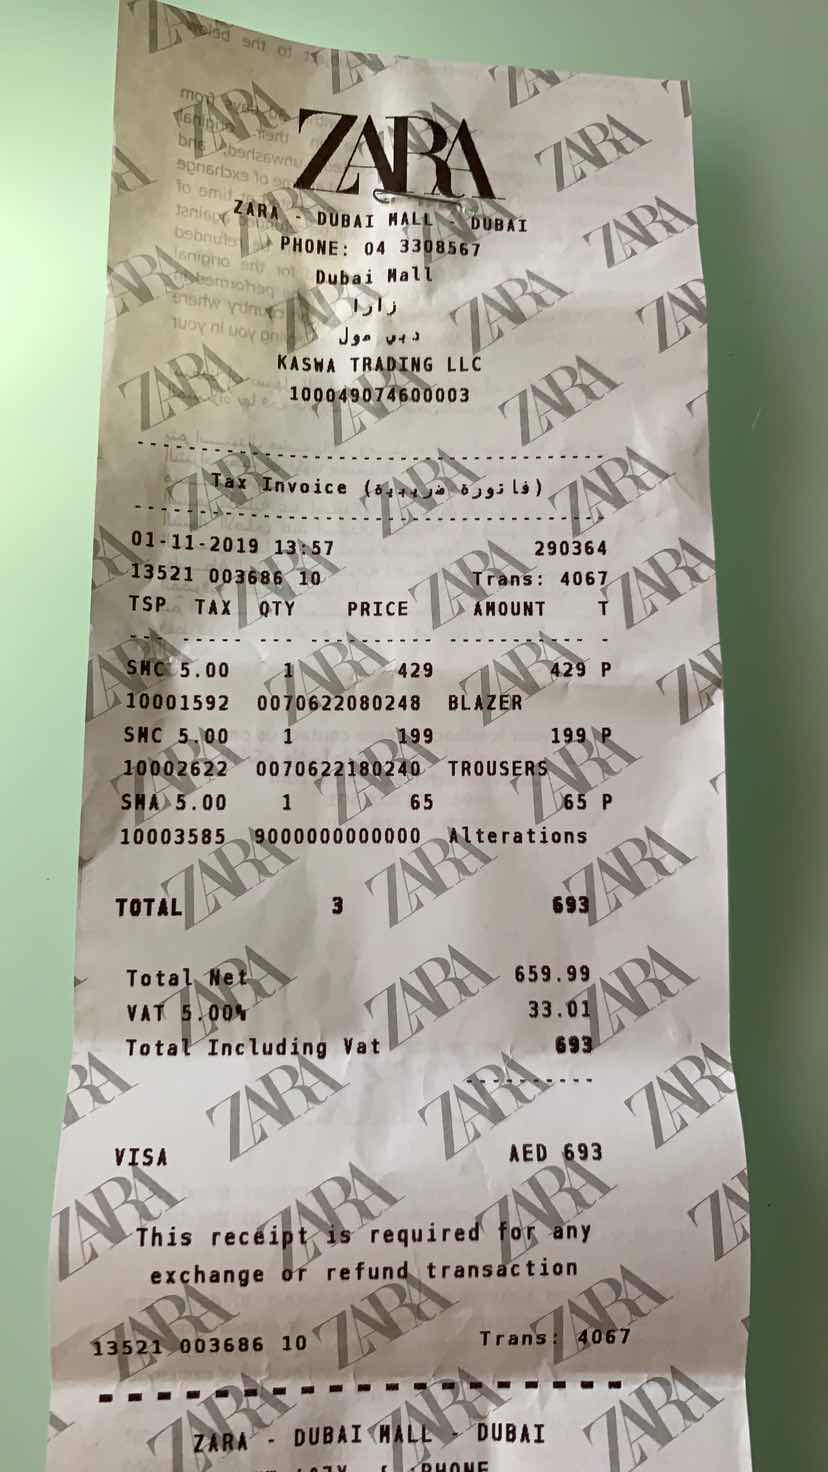 ZARA
ZARA - DUBAI MALL - DUBAI
PHONE: 04 3308567
Dubai Mall
زارا
دبي مول
KASWA TRADING LLC
100049074600003
Tax Invoice (فاتورة ضريبية)
01-11-2019 13:57 290364
13521 003686 10 Trans: 4067
TSP TAX QTY PRICE AMOUNT T
SMC 5.00 1 429 429 P
10001592 0070622080248 BLAZER
SMC 5.00 1 199 199 P
10002622 0070622180240 TROUSERS
SMA 5.00 1 65 65 P
10003585 9000000000000 Alterations
TOTAL 3 693
Total Net 659.99
VAT 5.00% 33.01
Total Including Vat 693
VISA AED 693
This receipt is required for any
exchange or refund transaction
13521 003686 10 Trans: 4067
ZARA - DUBAI MALL - DUBAI
PHONE